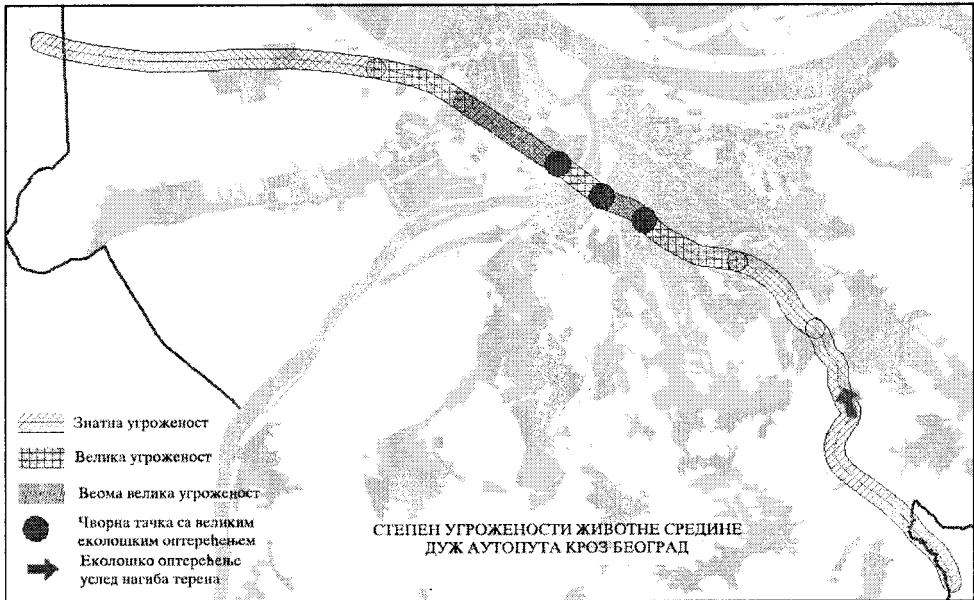 Знатна угроженост
Велика угроженост
Веома велика угроженост
Чворна тачка са великим
еколошким оптерећењем
Еколошко оптерећење
услед нагиба терена
СТЕПЕН УГРОЖЕНОСТИ ЖИВОТНЕ СРЕДИНЕ
ДУЖ АУТОПУТА КРОЗ БЕОГРАД